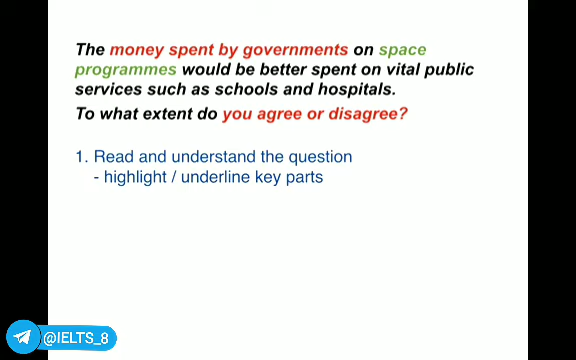 The money spent by governments on space
programmes would be better spent on vital public
services such as schools and hospitals.
To what extent do you agree or disagree?
1. Read and understand the question
- highlight / underline key parts
@IELTS_8